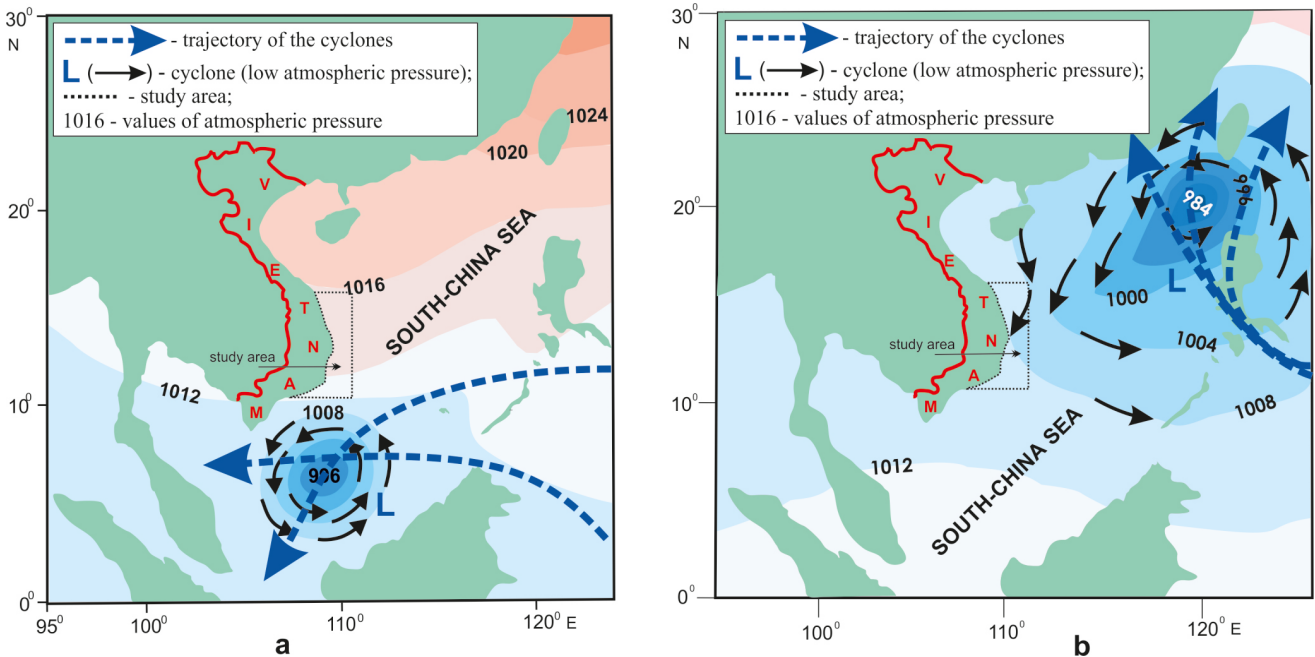 30⁰
N
- trajectory of the cyclones
L (⟶) - cyclone (low atmospheric pressure);
- study area;
1016 - values of atmospheric pressure
1024
1020
V
I
E
T
N
A
M
20⁰
1016
SOUTH-CHINA SEA
study area
1012
10⁰
1008
996
L
0⁰
95⁰
100⁰
110⁰
120⁰ E
a
30⁰
N
- trajectory of the cyclones
L (⟶) - cyclone (low atmospheric pressure);
- study area;
1016 - values of atmospheric pressure
V
I
E
T
N
A
M
20⁰
996
984
L
1000
1004
study area
10⁰
1008
1012
SOUTH-CHINA SEA
0⁰
100⁰
110⁰
120⁰ E
b